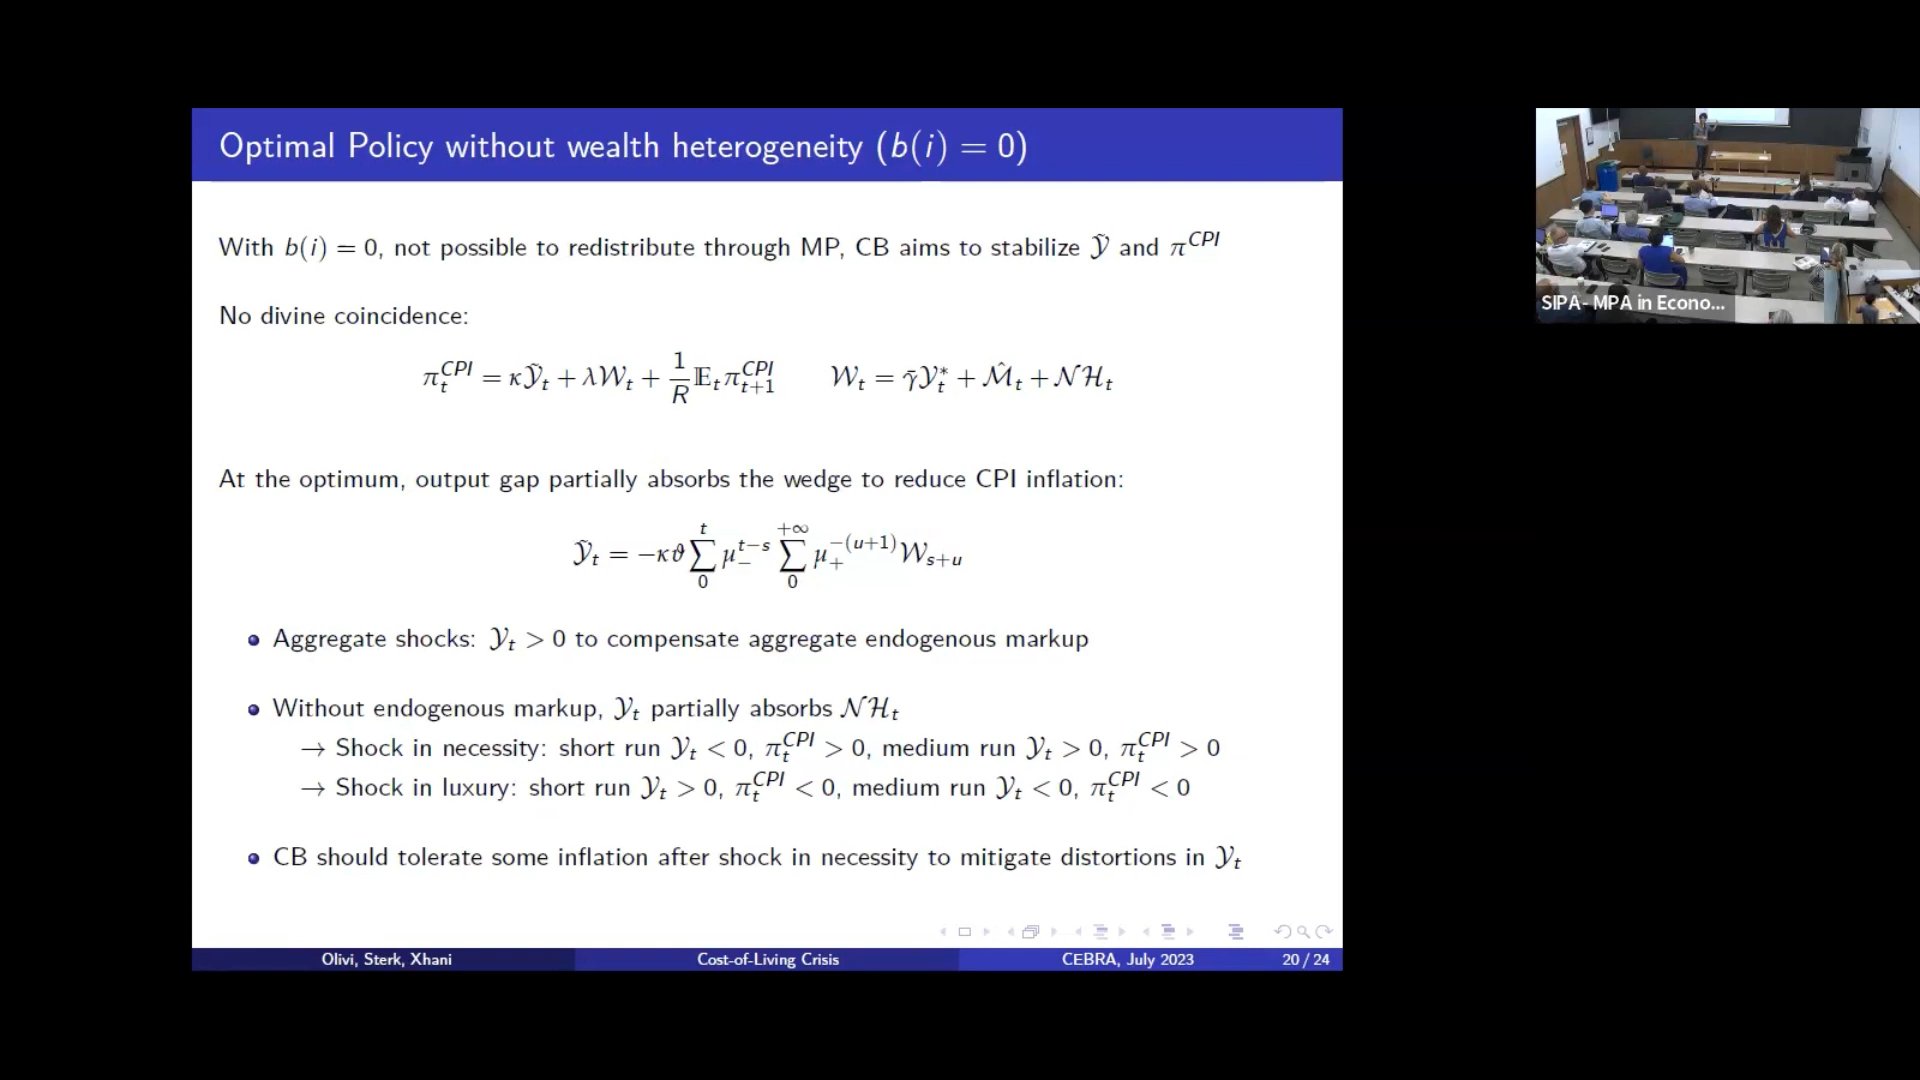 Optimal Policy without wealth heterogeneity (b(i) = 0)
With b(i) = 0, not possible to redistribute through MP, CB aims to stabilize 𝒴̃ and π^{CPI}
No divine coincidence:
π_t^{CPI} = κ𝒴̃_t + λ𝒲_t + \frac{1}{R} 𝔼_t π_{t+1}^{CPI}    𝒲_t = γ̄𝒴_t^* + ℳ̂_t + 𝒩ℋ_t
At the optimum, output gap partially absorbs the wedge to reduce CPI inflation:
𝒴̃_t = −κϑ ∑_0^t μ_−^{t−s} ∑_0^{+∞} μ_+^{−(u+1)} 𝒲_{s+u}
• Aggregate shocks: 𝒴_t > 0 to compensate aggregate endogenous markup
• Without endogenous markup, 𝒴_t partially absorbs 𝒩ℋ_t
→ Shock in necessity: short run 𝒴_t < 0, π_t^{CPI} > 0, medium run 𝒴_t > 0, π_t^{CPI} > 0
→ Shock in luxury: short run 𝒴_t > 0, π_t^{CPI} < 0, medium run 𝒴_t < 0, π_t^{CPI} < 0
• CB should tolerate some inflation after shock in necessity to mitigate distortions in 𝒴_t
Olivi, Sterk, Xhani Cost-of-Living Crisis CEBRA, July 2023 20 / 24
SIPA- MPA in Econo...